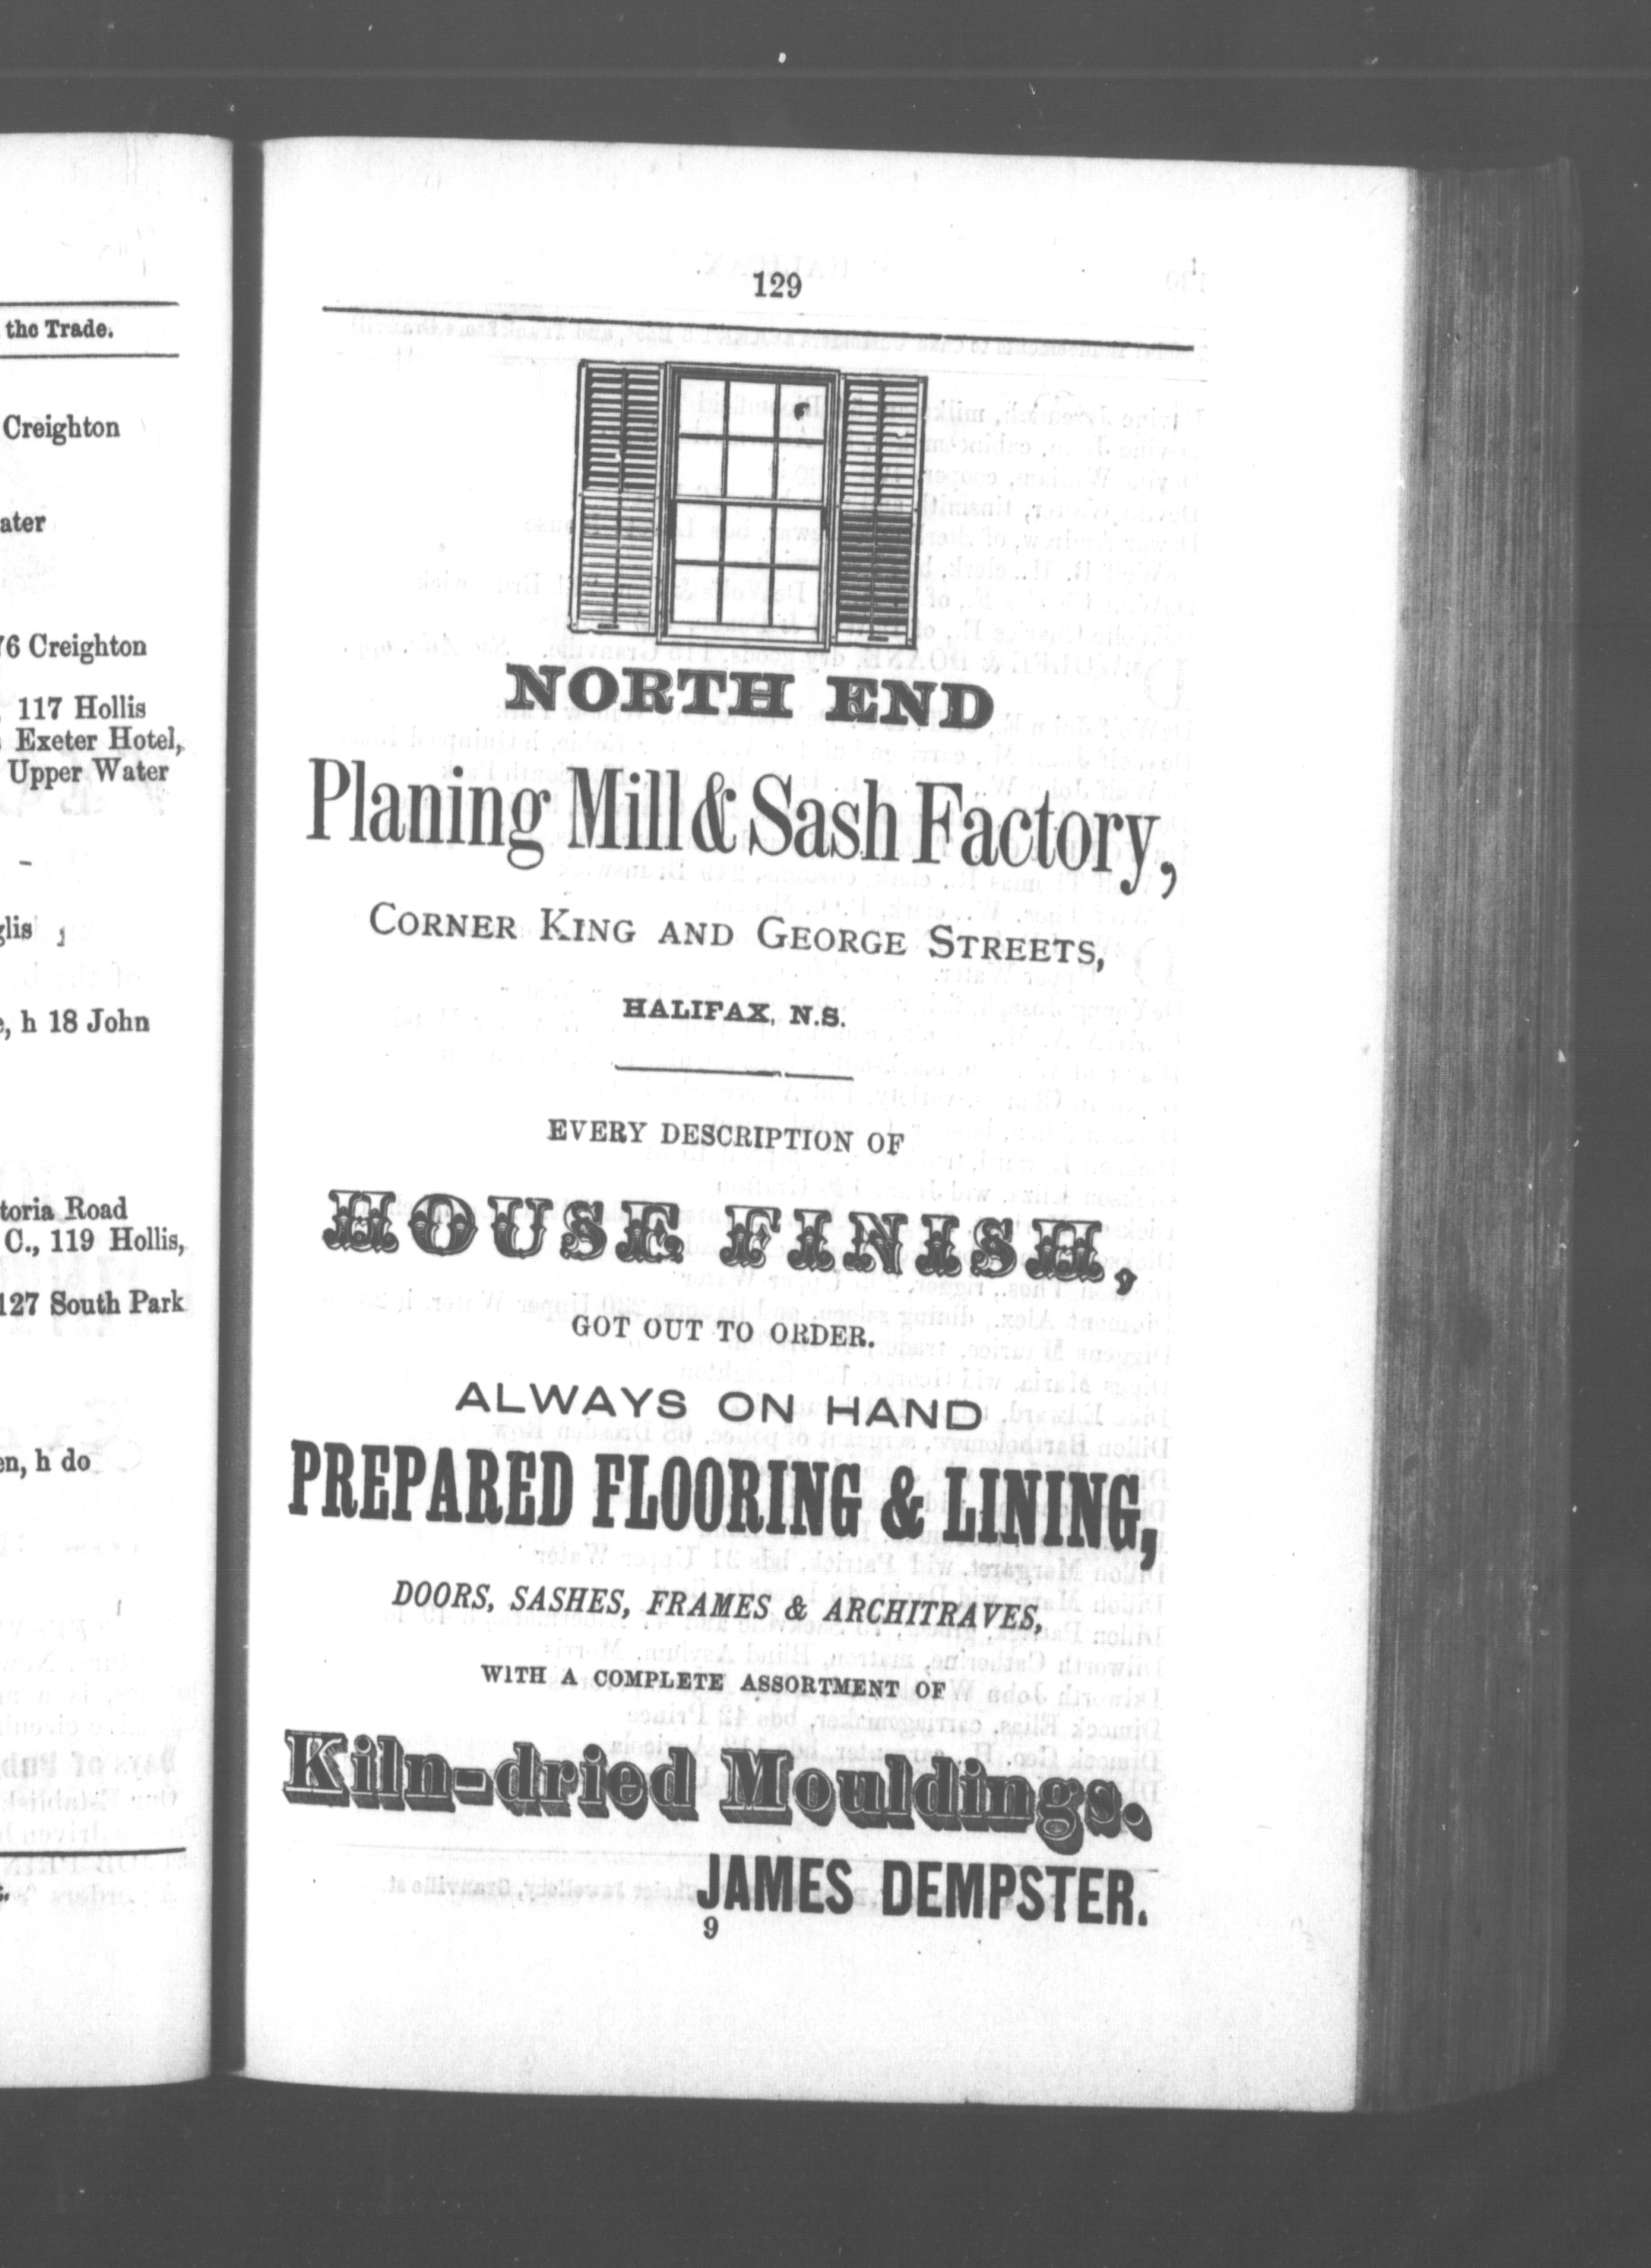 the Trade.
Creighton
ater
76 Creighton
117 Hollis
Exeter Hotel,
Upper Water
glis
, h 18 John
toria Road
C., 119 Hollis,
127 South Park
en, h do
129
NORTH END
Planing Mill & Sash Factory,
CORNER KING AND GEORGE STREETS,
HALIFAX, N.S.
EVERY DESCRIPTION OF
HOUSE FINISH,
GOT OUT TO ORDER.
ALWAYS ON HAND
PREPARED FLOORING & LINING,
DOORS, SASHES, FRAMES & ARCHITRAVES,
WITH A COMPLETE ASSORTMENT OF
Kiln-dried Mouldings.
JAMES DEMPSTER.
9